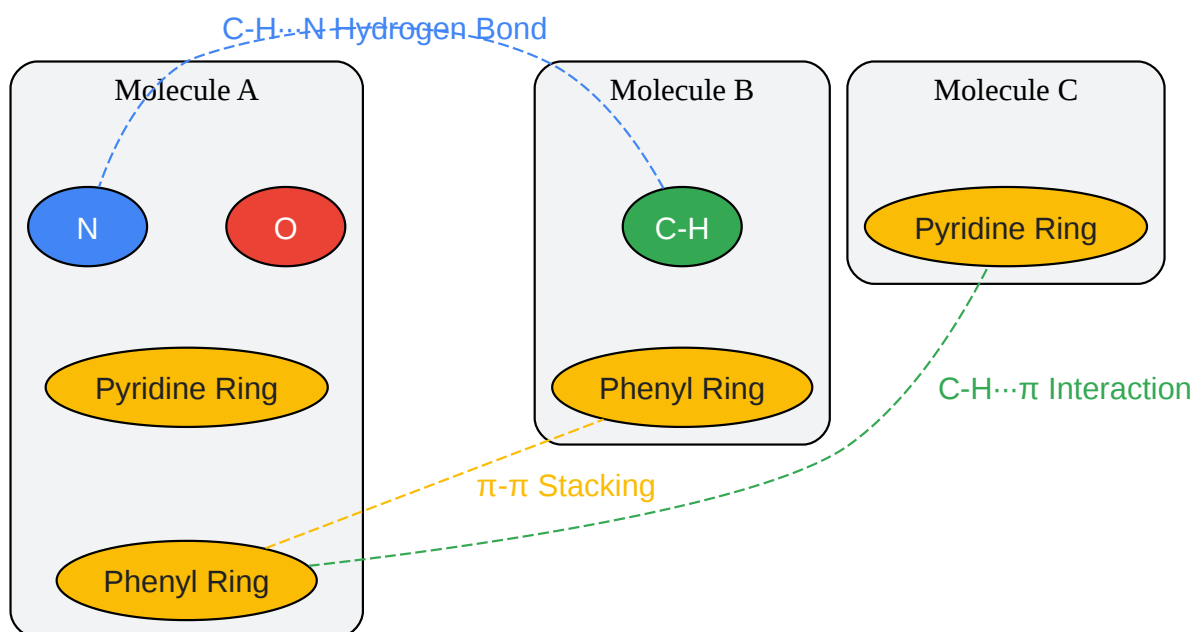 C-H···N Hydrogen Bond
Molecule A
Molecule B
Molecule C
N
O
C-H
Pyridine Ring
Pyridine Ring
Phenyl Ring
C-H···π Interaction
π-π Stacking
Phenyl Ring